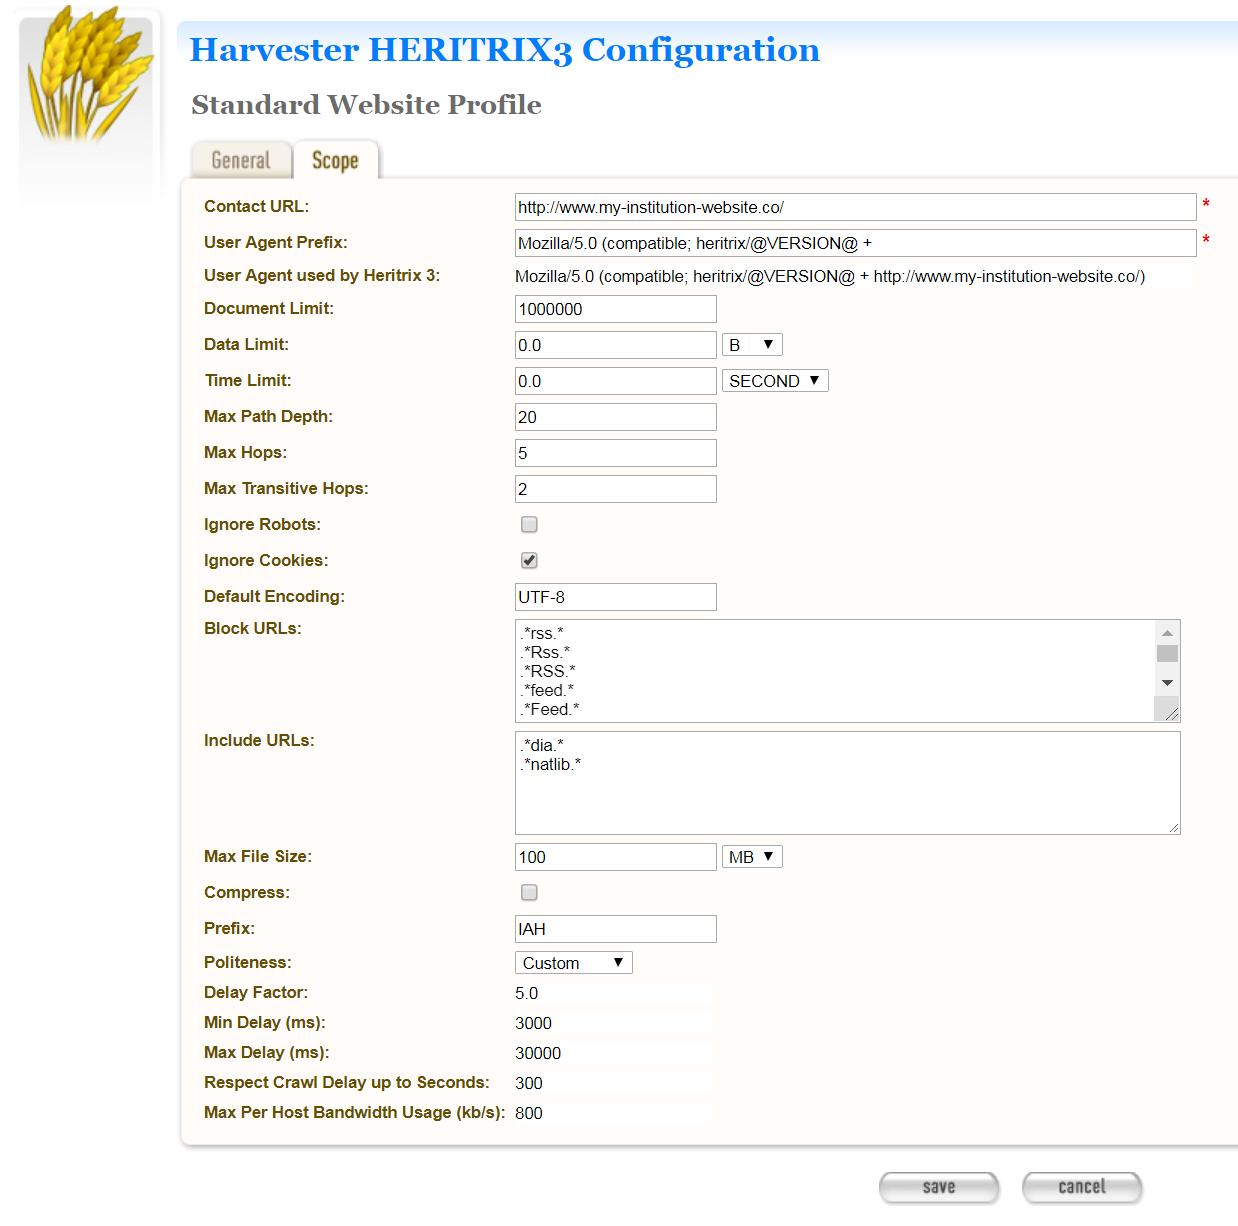 Harvester HERITRIX3 Configuration
Standard Website Profile
General Scope
Contact URL: http://www.my-institution-website.co/ *
User Agent Prefix: Mozilla/5.0 (compatible; heritrix/@VERSION@ + *
User Agent used by Heritrix 3: Mozilla/5.0 (compatible; heritrix/@VERSION@ + http://www.my-institution-website.co/)
Document Limit: 1000000
Data Limit: 0.0 B
Time Limit: 0.0 SECOND
Max Path Depth: 20
Max Hops: 5
Max Transitive Hops: 2
Ignore Robots:
Ignore Cookies:
Default Encoding: UTF-8
Block URLs: .*rss.*
.*Rss.*
.*RSS.*
.*feed.*
.*Feed.*
Include URLs: .*dia.*
.*natlib.*
Max File Size: 100 MB
Compress:
Prefix: IAH
Politeness: Custom
Delay Factor: 5.0
Min Delay (ms): 3000
Max Delay (ms): 30000
Respect Crawl Delay up to Seconds: 300
Max Per Host Bandwidth Usage (kb/s): 800
save cancel